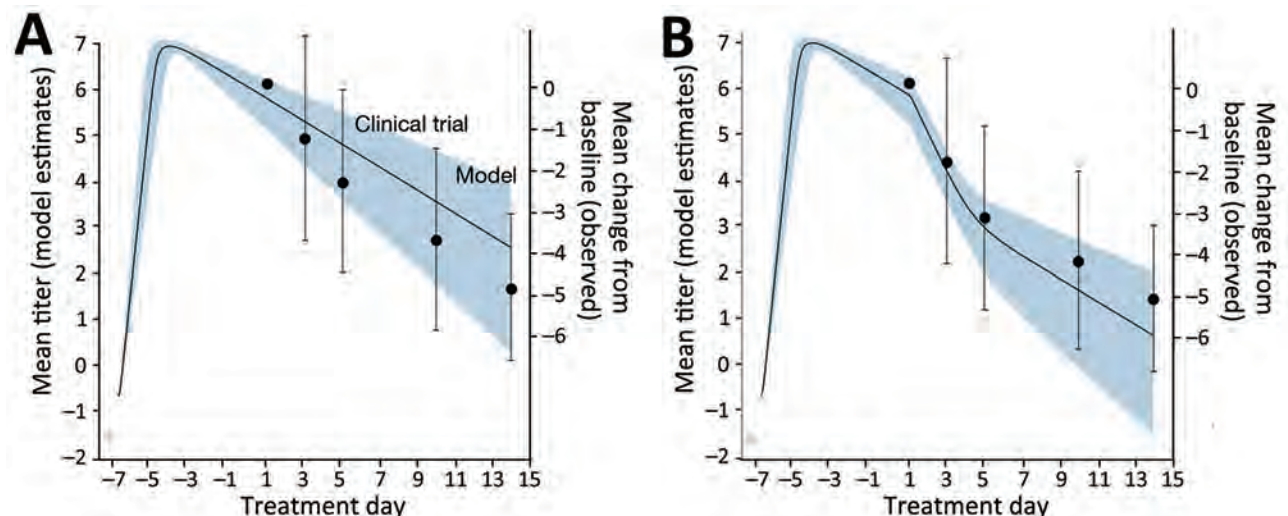 A
7
6
5
4
3
2
1
0
−1
−2
Mean titer (model estimates)
Clinical trial
Model
0
−1
−2
−3
−4
−5
−6
Mean change from
baseline (observed)
−7 −5 −3 −1 1 3 5 7 9 11 13 15
Treatment day
B
7
6
5
4
3
2
1
0
−1
−2
Mean titer (model estimates)
0
−1
−2
−3
−4
−5
−6
Mean change from
baseline (observed)
−7 −5 −3 −1 1 3 5 7 9 11 13 15
Treatment day